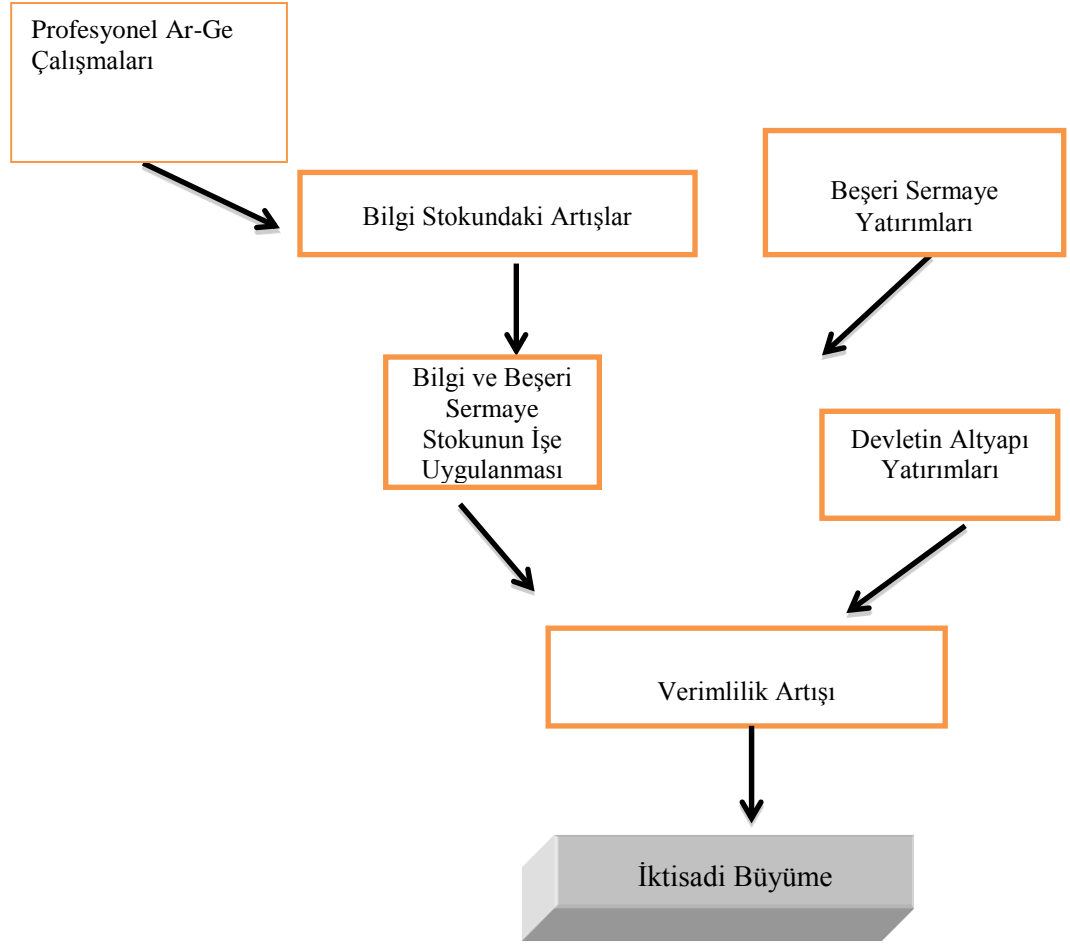 Profesyonel Ar-Ge
Çalışmaları
Bilgi Stokundaki Artışlar
Beşeri Sermaye
Yatırımları
Bilgi ve Beşeri
Sermaye
Stokunun İşe
Uygulanması
Devletin Altyapı
Yatırımları
Verimlilik Artışı
İktisadi Büyüme